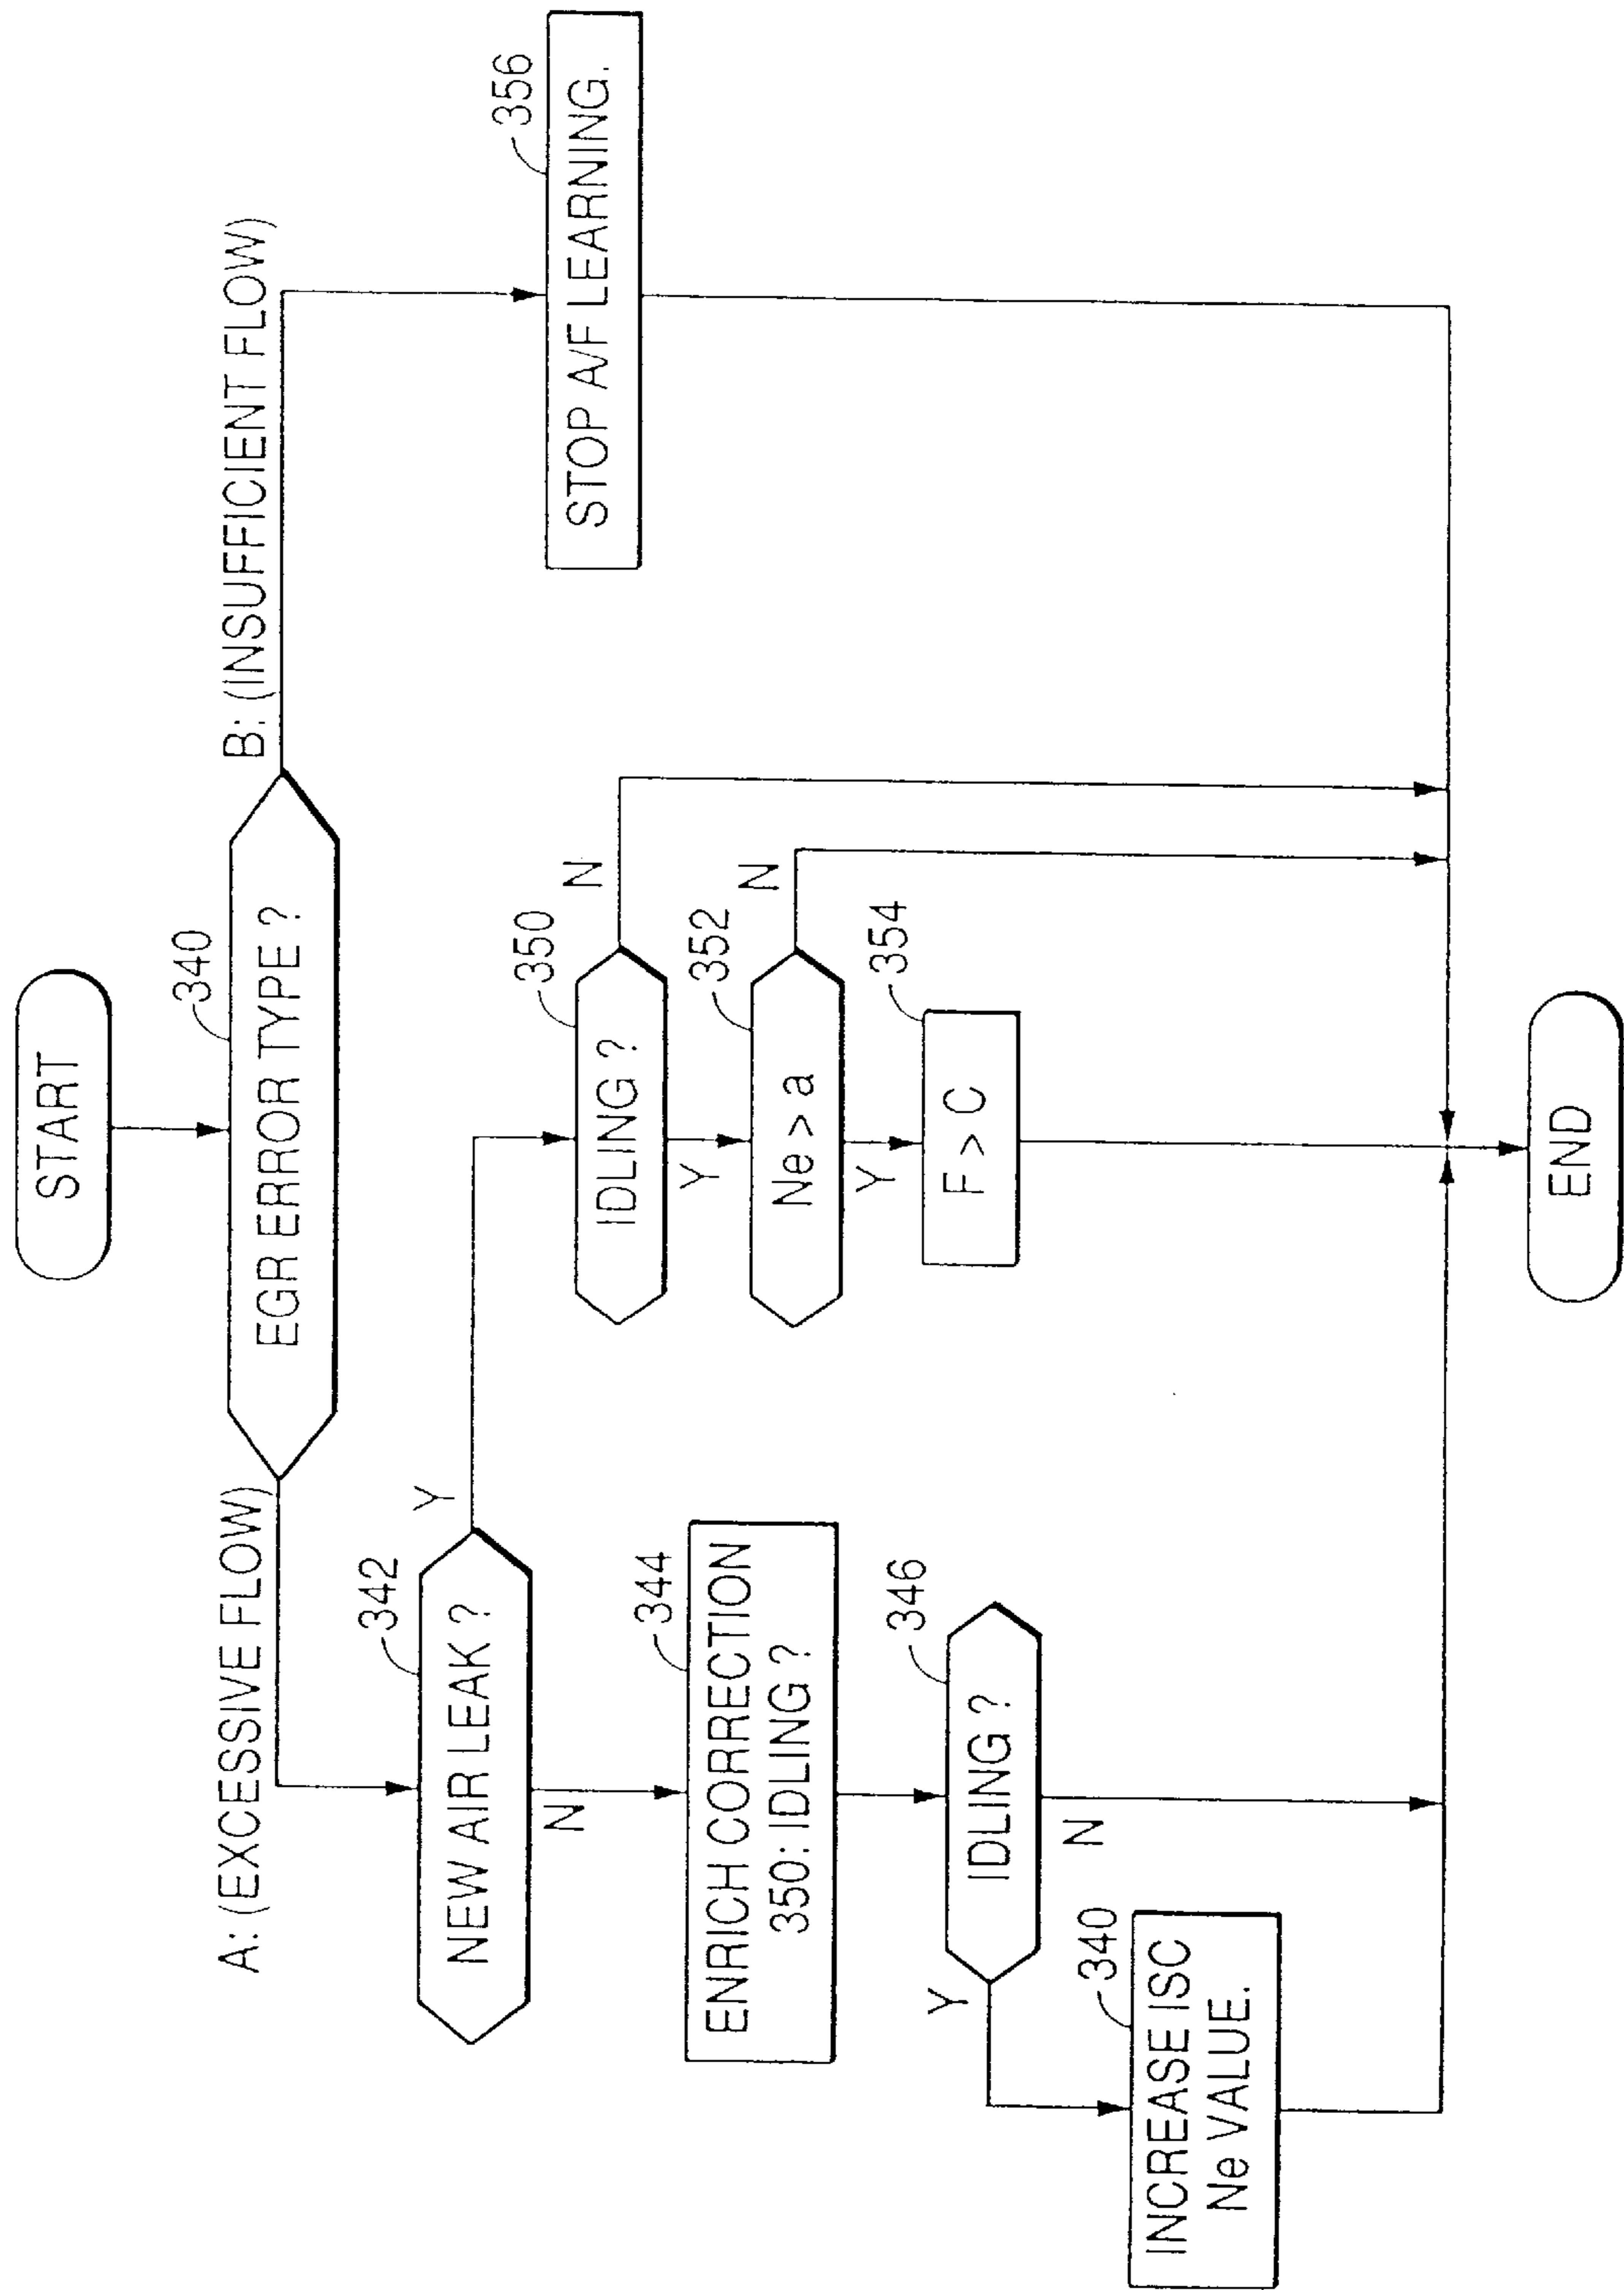 START
340
EGR ERROR TYPE ?
A: (EXCESSIVE FLOW)
B: (INSUFFICIENT FLOW)
342
NEW AIR LEAK ?
Y
N
344
ENRICH CORRECTION
350: IDLING ?
346
IDLING ?
Y
N
340
INCREASE ISC
Ne VALUE.
350
IDLING ?
N
Y
352
Ne > a
N
Y
354
F > C
356
STOP A/F LEARNING.
END